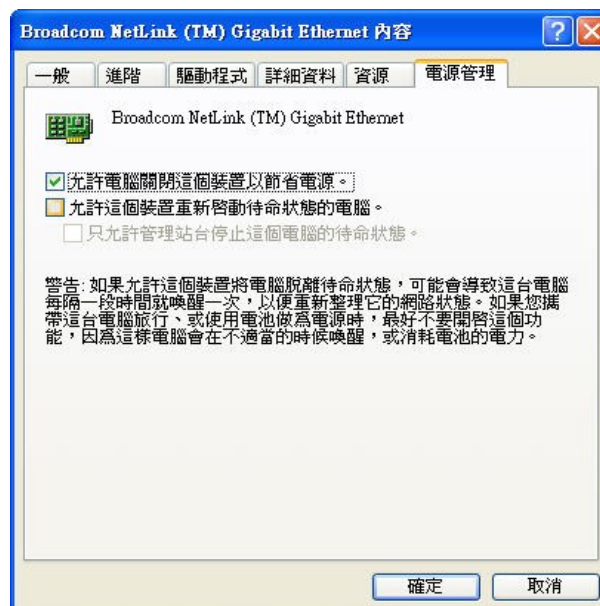 Broadcom NetLink (TM) Gigabit Ethernet 內容
一般 進階 驅動程式 詳細資料 資源 電源管理
Broadcom NetLink (TM) Gigabit Ethernet
允許電腦關閉這個裝置以節省電源。
允許這個裝置重新啟動待命狀態的電腦。
只允許管理站台停止這個電腦的待命狀態。
警告: 如果允許這個裝置將電腦脫離待命狀態，可能會導致這台電腦
每隔一段時間就喚醒一次，以便重新整理它的網路狀態。如果您攜
帶這台電腦旅行、或使用電池做為電源時，最好不要開啟這個功
能，因為這樣電腦會在不適當的時候喚醒，或消耗電池的電力。
確定 取消